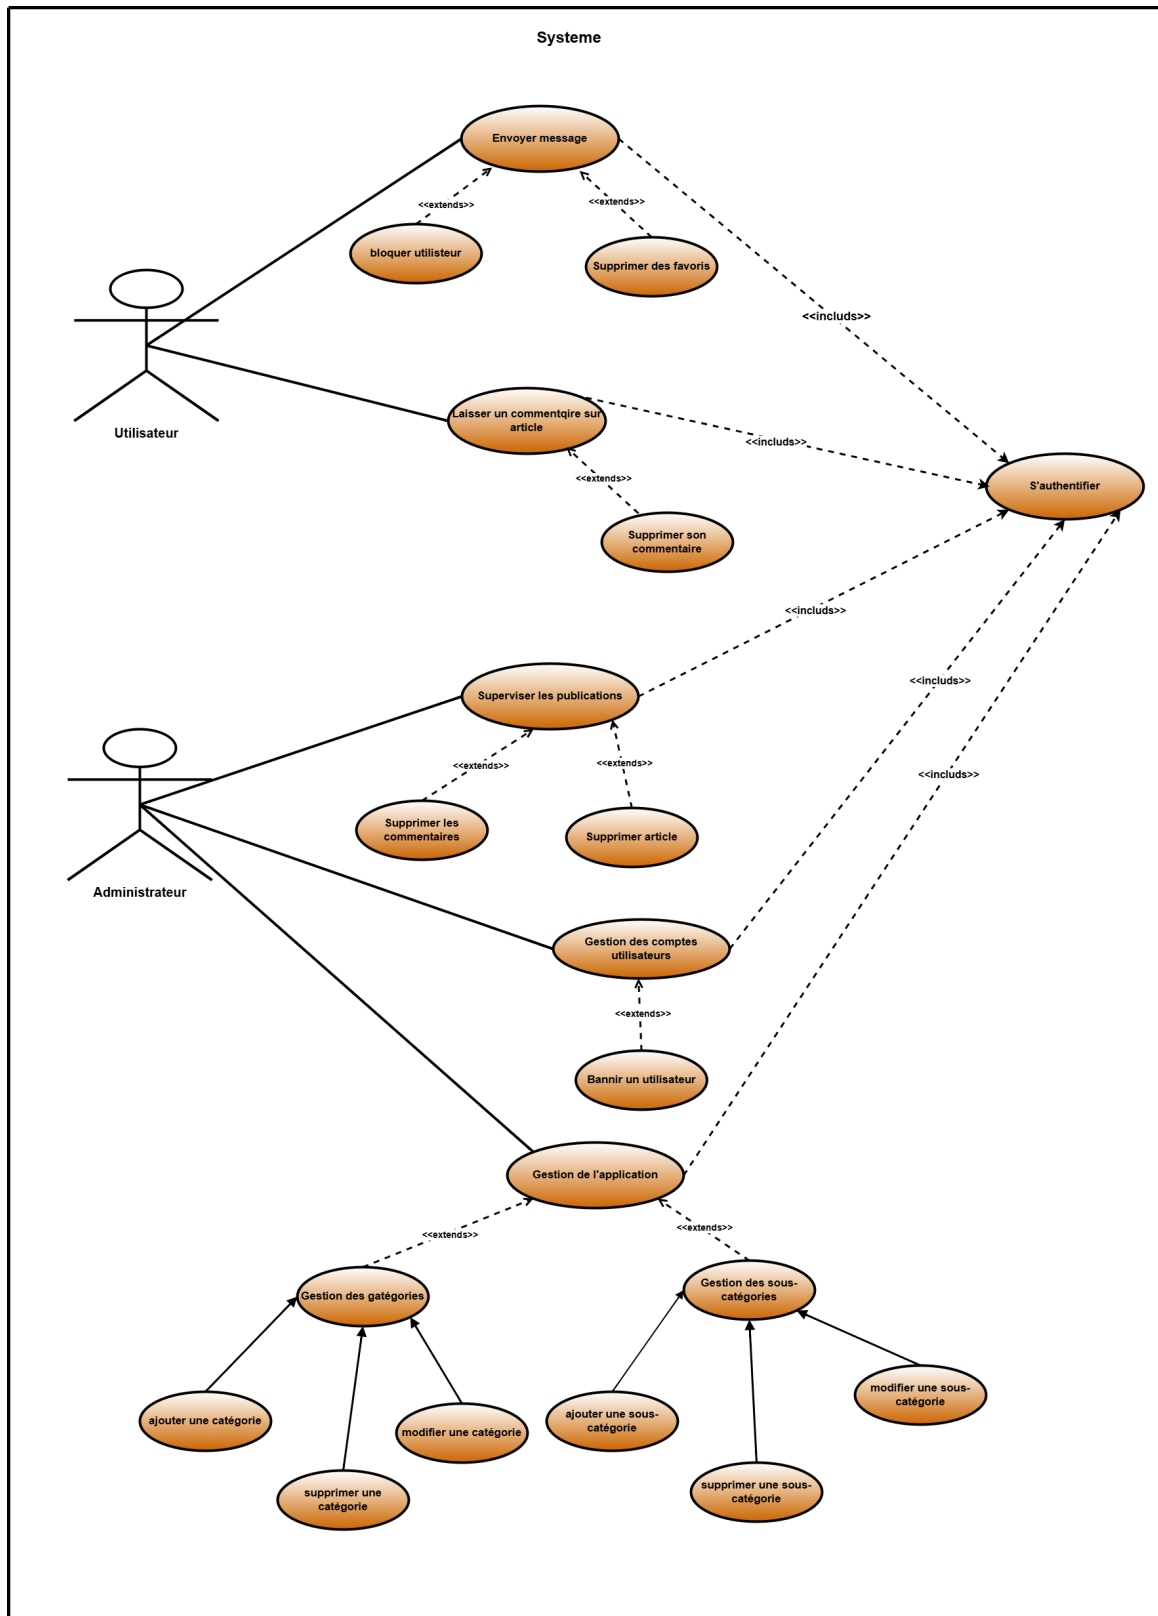 Systeme
Envoyer message
<<extends>>
<<extends>>
bloquer utilisteur
Supprimer des favoris
<<includs>>
Laisser un commentqire sur
article
Utilisateur
<<includs>>
<<extends>>
S'authentifier
Supprimer son
commentaire
<<includs>>
<<includs>>
Superviser les publications
<<extends>>
<<extends>>
<<includs>>
Supprimer les
commentaires
Supprimer article
Administrateur
Gestion des comptes
utilisateurs
<<extends>>
Bannir un utilisateur
Gestion de l'application
<<extends>>
<<extends>>
Gestion des gatégories
Gestion des sous-
catégories
ajouter une catégorie
modifier une catégorie
supprimer une
catégorie
ajouter une sous-
catégorie
modifier une sous-
catégorie
supprimer une sous-
catégorie